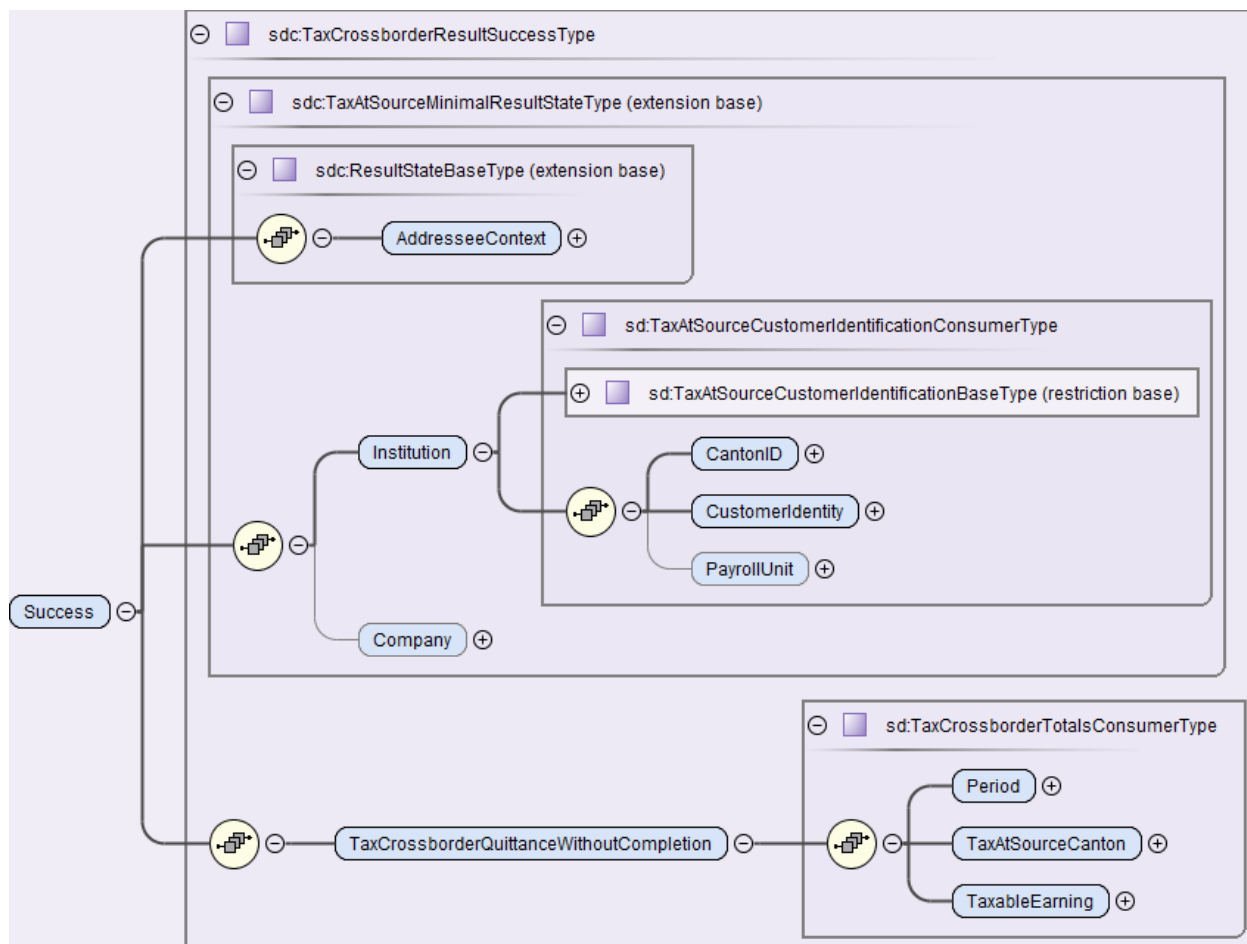 sdc:TaxCrossborderResultSuccessType
sdc:TaxAtSourceMinimalResultStateType (extension base)
sdc:ResultStateBaseType (extension base)
AddresseeContext
sd:TaxAtSourceCustomerIdentificationConsumerType
sd:TaxAtSourceCustomerIdentificationBaseType (restriction base)
Institution
CantonID
CustomerIdentity
PayrollUnit
Success
Company
sd:TaxCrossborderTotalsConsumerType
Period
TaxCrossborderQuittanceWithoutCompletion
TaxAtSourceCanton
TaxableEarning